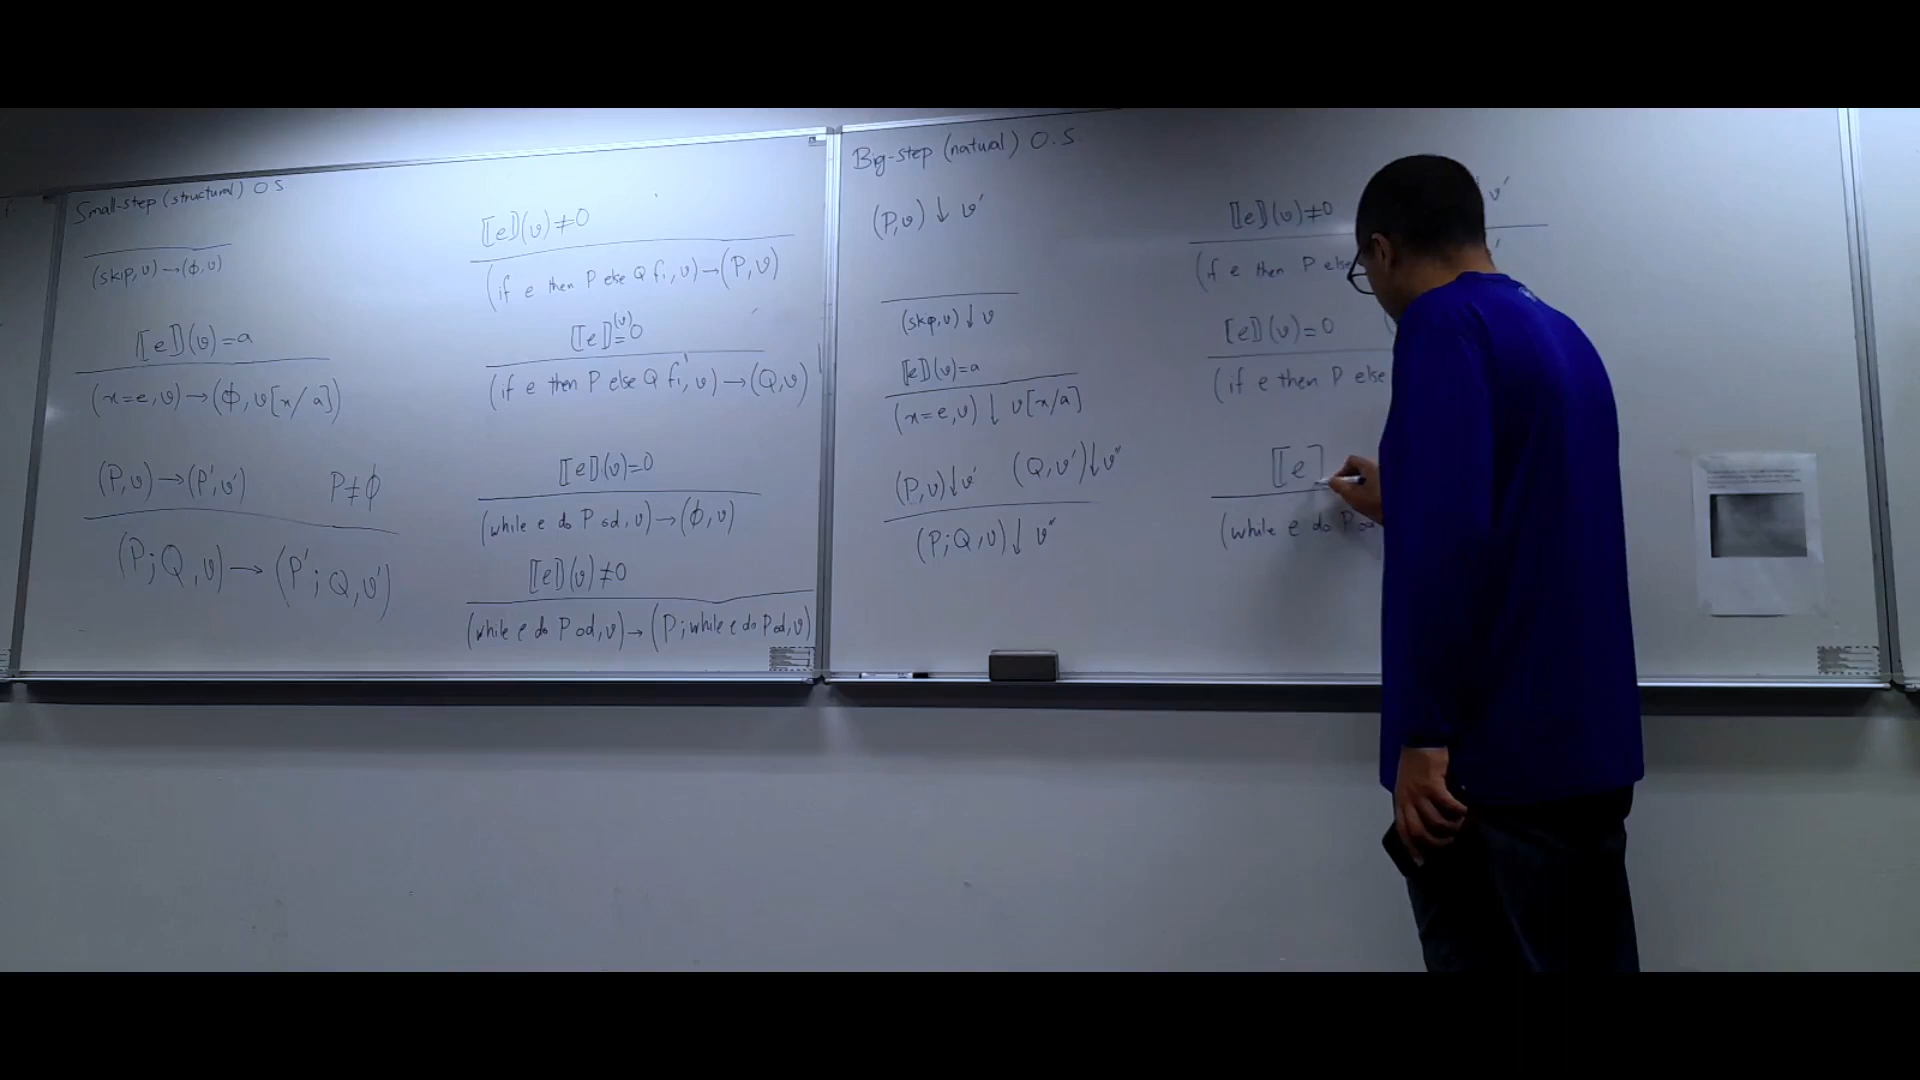 Small-step (structural) O S
(skip, v) → (ϕ, v)
⟦e⟧(v) = a
(x=e, v) → (ϕ, v[x/a])
(P, v) → (P', v') P ≠ ϕ
(P; Q, v) → (P'; Q, v')
⟦e⟧(v) ≠ 0
(if e then P else Q fi, v) → (P, v)
⟦e⟧(v) = 0
(if e then P else Q fi, v) → (Q, v)
⟦e⟧(v) = 0
(while e do P od, v) → (ϕ, v)
⟦e⟧(v) ≠ 0
(while e do P od, v) → (P; while e do P od, v)
Big-step (natural) O.S.
(P, v) ↓ v'
(skip, v) ↓ v
⟦e⟧(v) = a
(x=e, v) ↓ v[x/a]
(P, v) ↓ v' (Q, v') ↓ v"
(P; Q, v) ↓ v"
⟦e⟧(v) ≠ 0 v'
(if e then P else
⟦e⟧(v) = 0
(if e then P else
⟦e⟧
(while e do P od